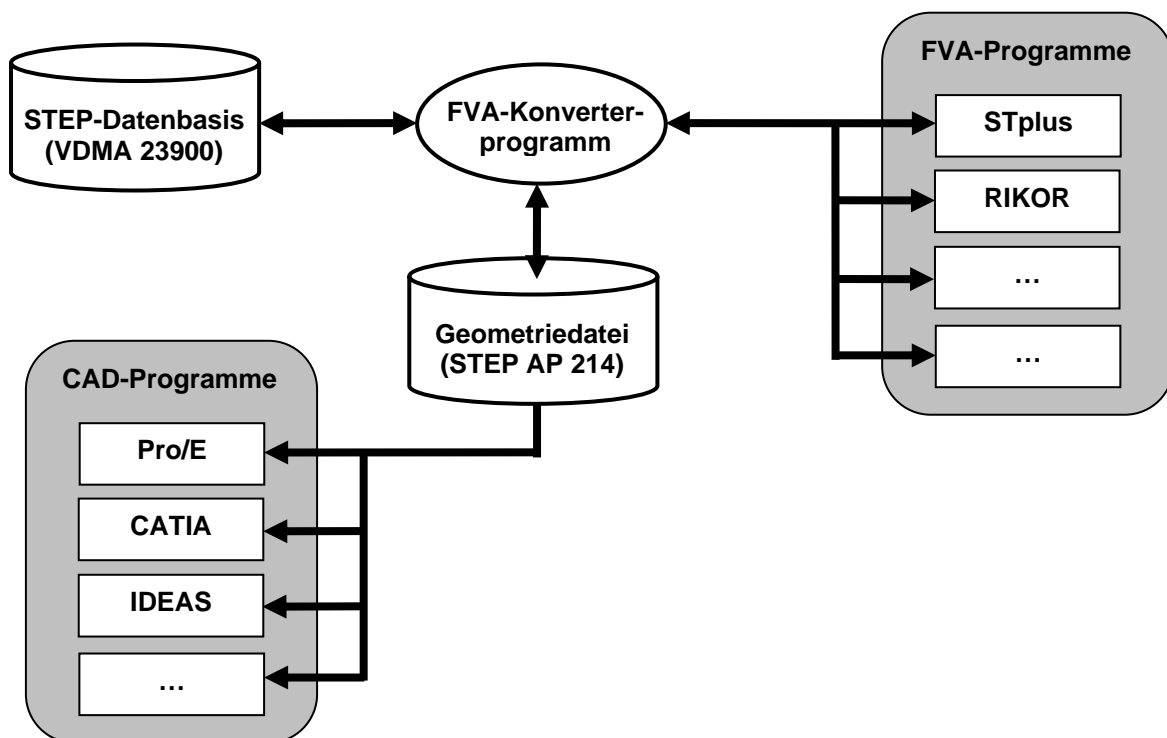 STEP-Datenbasis
(VDMA 23900)
FVA-Konverter-
programm
FVA-Programme
STplus
RIKOR
…
…
Geometriedatei
(STEP AP 214)
CAD-Programme
Pro/E
CATIA
IDEAS
…